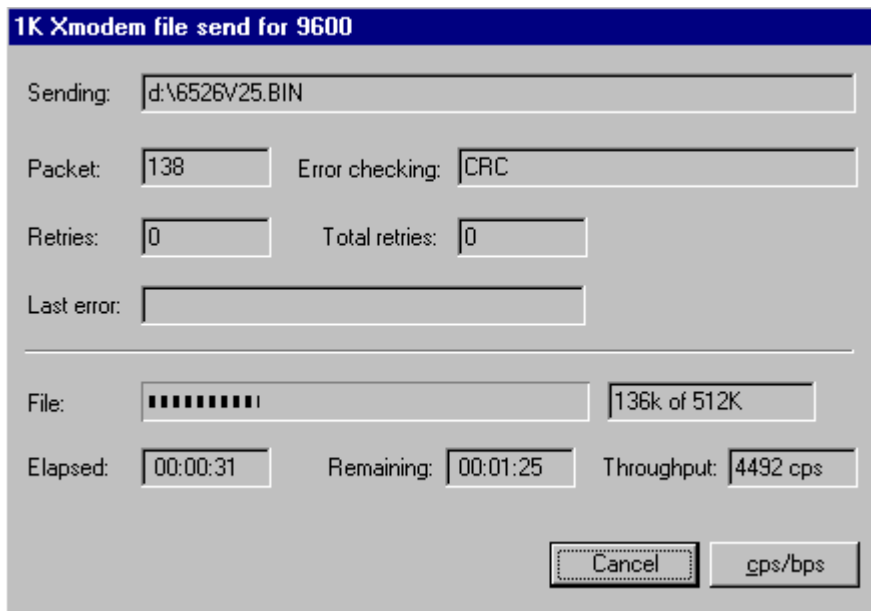 1K Xmodem file send for 9600
Sending: d:\6526V25.BIN
Packet: 138 Error checking: CRC
Retries: 0 Total retries: 0
Last error:
File: 136k of 512K
Elapsed: 00:00:31 Remaining: 00:01:25 Throughput: 4492 cps
Cancel cps/bps